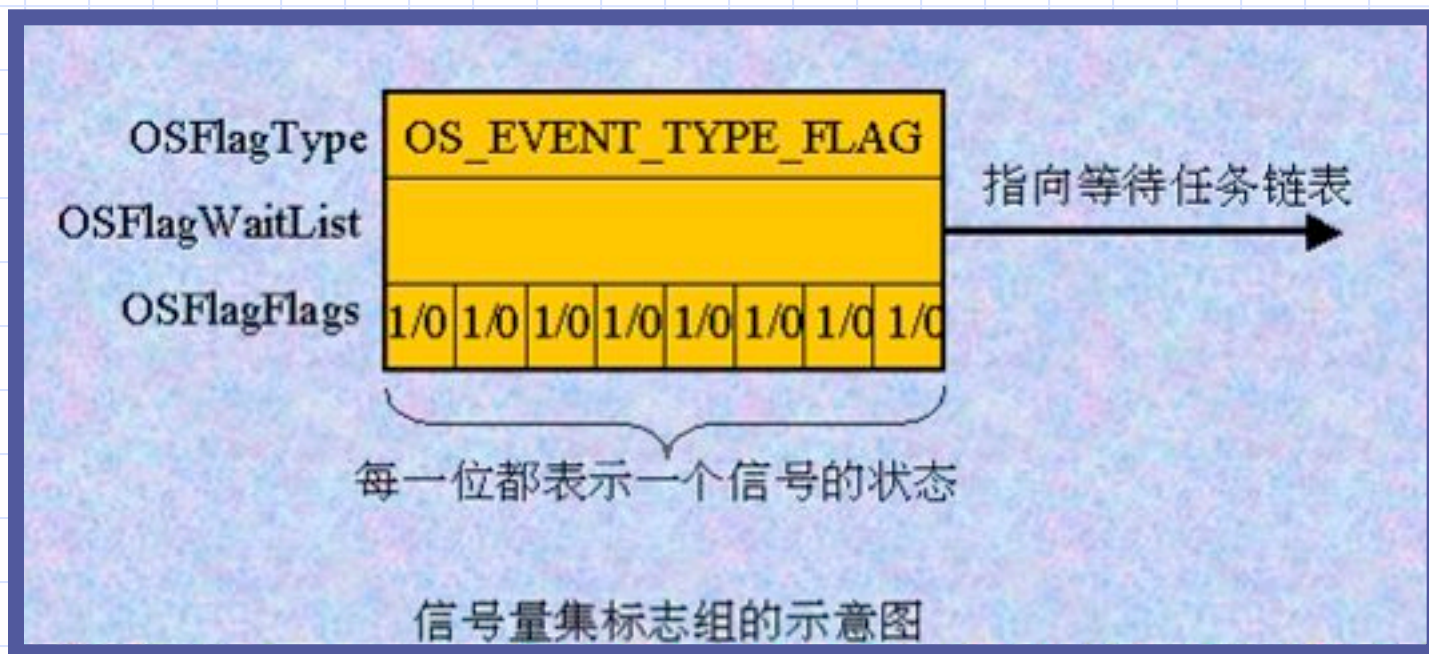 OSFlagType OS_EVENT_TYPE_FLAG
指向等待任务链表
OSFlagWaitList
OSFlagFlags 1/0 1/0 1/0 1/0 1/0 1/0 1/0 1/0
每一位都表示一个信号的状态
信号量集标志组的示意图